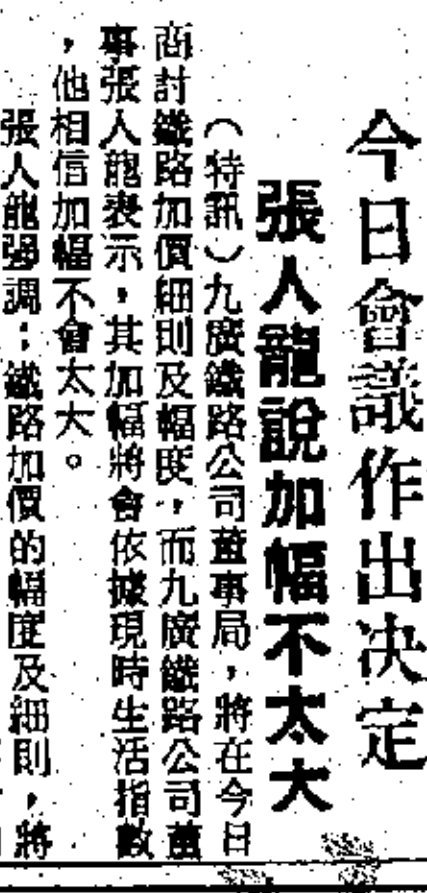 今日會議作出决定
張人龍說加幅不太大
（特訊）九廣鐵路公司董事局，將在今日
商討鐵路加價細則及幅度，而九廣鐵路公司董
事張人龍表示，其加幅將會依據現時生活指數
，他相信加幅不會太大。
張人龍强調：鐵路加價的幅度及細則，將